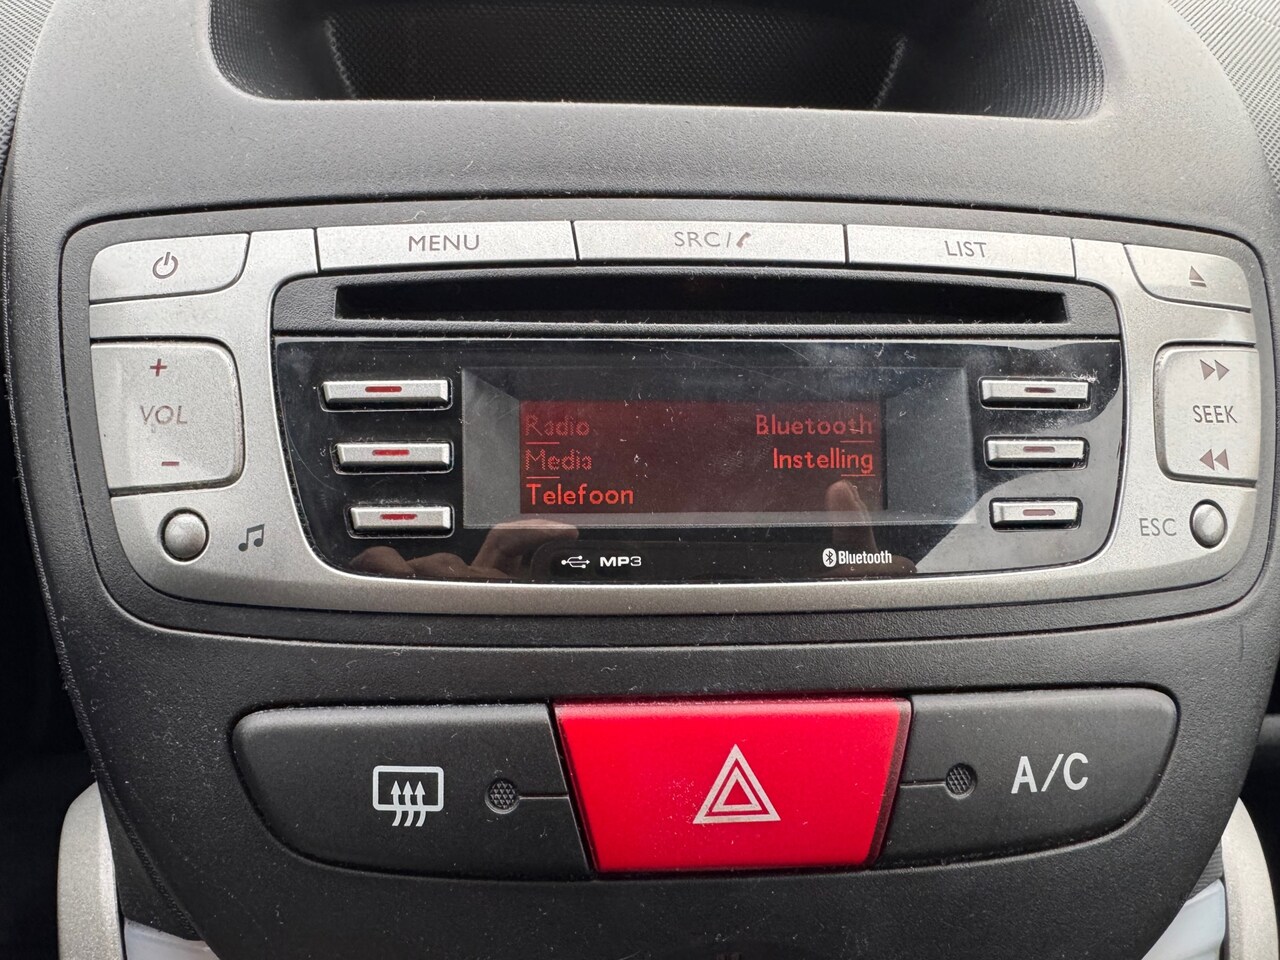 MENU
SRC/
LIST
+
VOL
-
SEEK
ESC
Radio
Bluetooth
Media
Instelling
Telefoon
MP3
Bluetooth
A/C